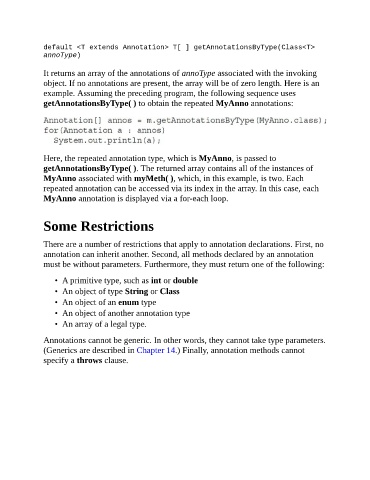 default <T extends Annotation> T[ ] getAnnotationsByType(Class<T>
annoType)
It returns an array of the annotations of annoType associated with the invoking
object. If no annotations are present, the array will be of zero length. Here is an
example. Assuming the preceding program, the following sequence uses
getAnnotationsByType( ) to obtain the repeated MyAnno annotations:
Annotation[] annos = m.getAnnotationsByType(MyAnno.class);
for(Annotation a : annos)
System.out.println(a);
Here, the repeated annotation type, which is MyAnno, is passed to
getAnnotationsByType( ). The returned array contains all of the instances of
MyAnno associated with myMeth( ), which, in this example, is two. Each
repeated annotation can be accessed via its index in the array. In this case, each
MyAnno annotation is displayed via a for-each loop.
Some Restrictions
There are a number of restrictions that apply to annotation declarations. First, no
annotation can inherit another. Second, all methods declared by an annotation
must be without parameters. Furthermore, they must return one of the following:
• A primitive type, such as int or double
• An object of type String or Class
• An object of an enum type
• An object of another annotation type
• An array of a legal type.
Annotations cannot be generic. In other words, they cannot take type parameters.
(Generics are described in Chapter 14.) Finally, annotation methods cannot
specify a throws clause.